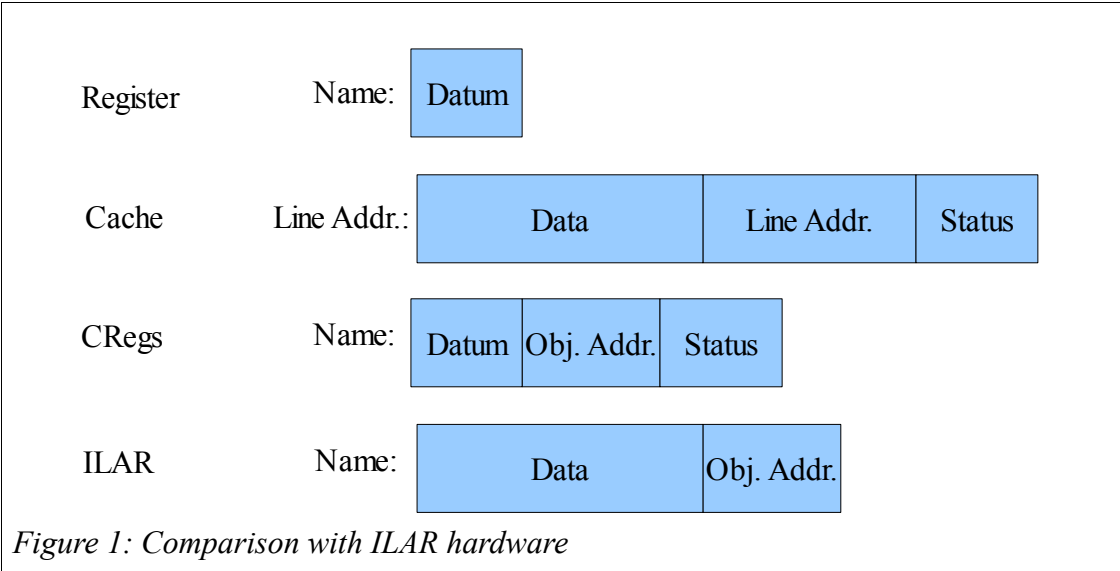 Register Name: Datum
Cache Line Addr.: Data Line Addr. Status
CRegs Name: Datum Obj. Addr. Status
ILAR Name: Data Obj. Addr.
Figure 1: Comparison with ILAR hardware